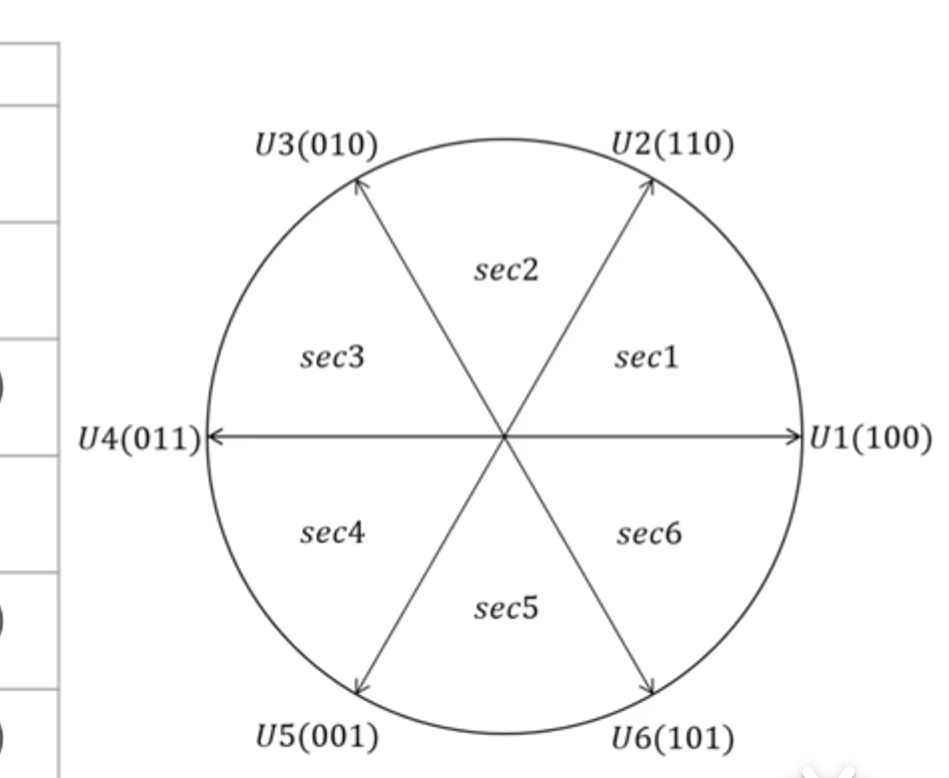 U3(010) U2(110)
sec2
sec3 sec1
U4(011) U1(100)
sec4 sec6
sec5
U5(001) U6(101)